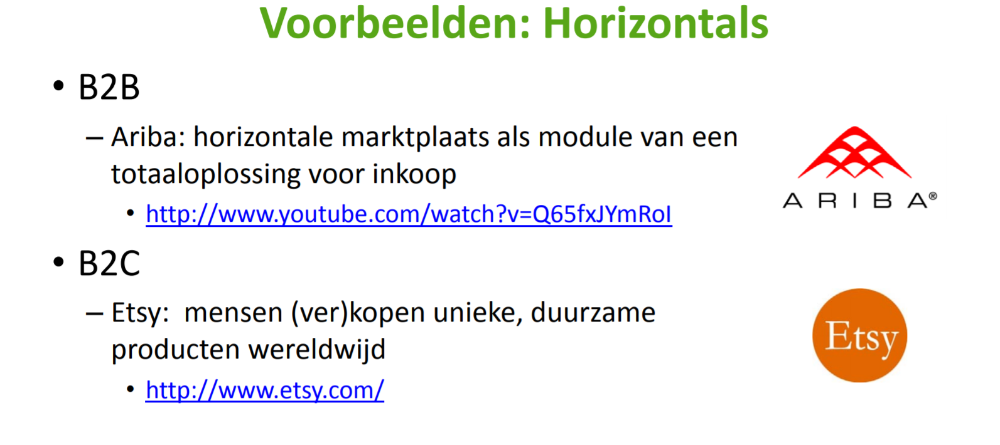 Voorbeelden: Horizontals
• B2B
– Ariba: horizontale marktplaats als module van een
totaaloplossing voor inkoop
• http://www.youtube.com/watch?v=Q65fxJYmRoI
ARIBA®
• B2C
– Etsy:  mensen (ver)kopen unieke, duurzame
producten wereldwijd
Etsy
• http://www.etsy.com/